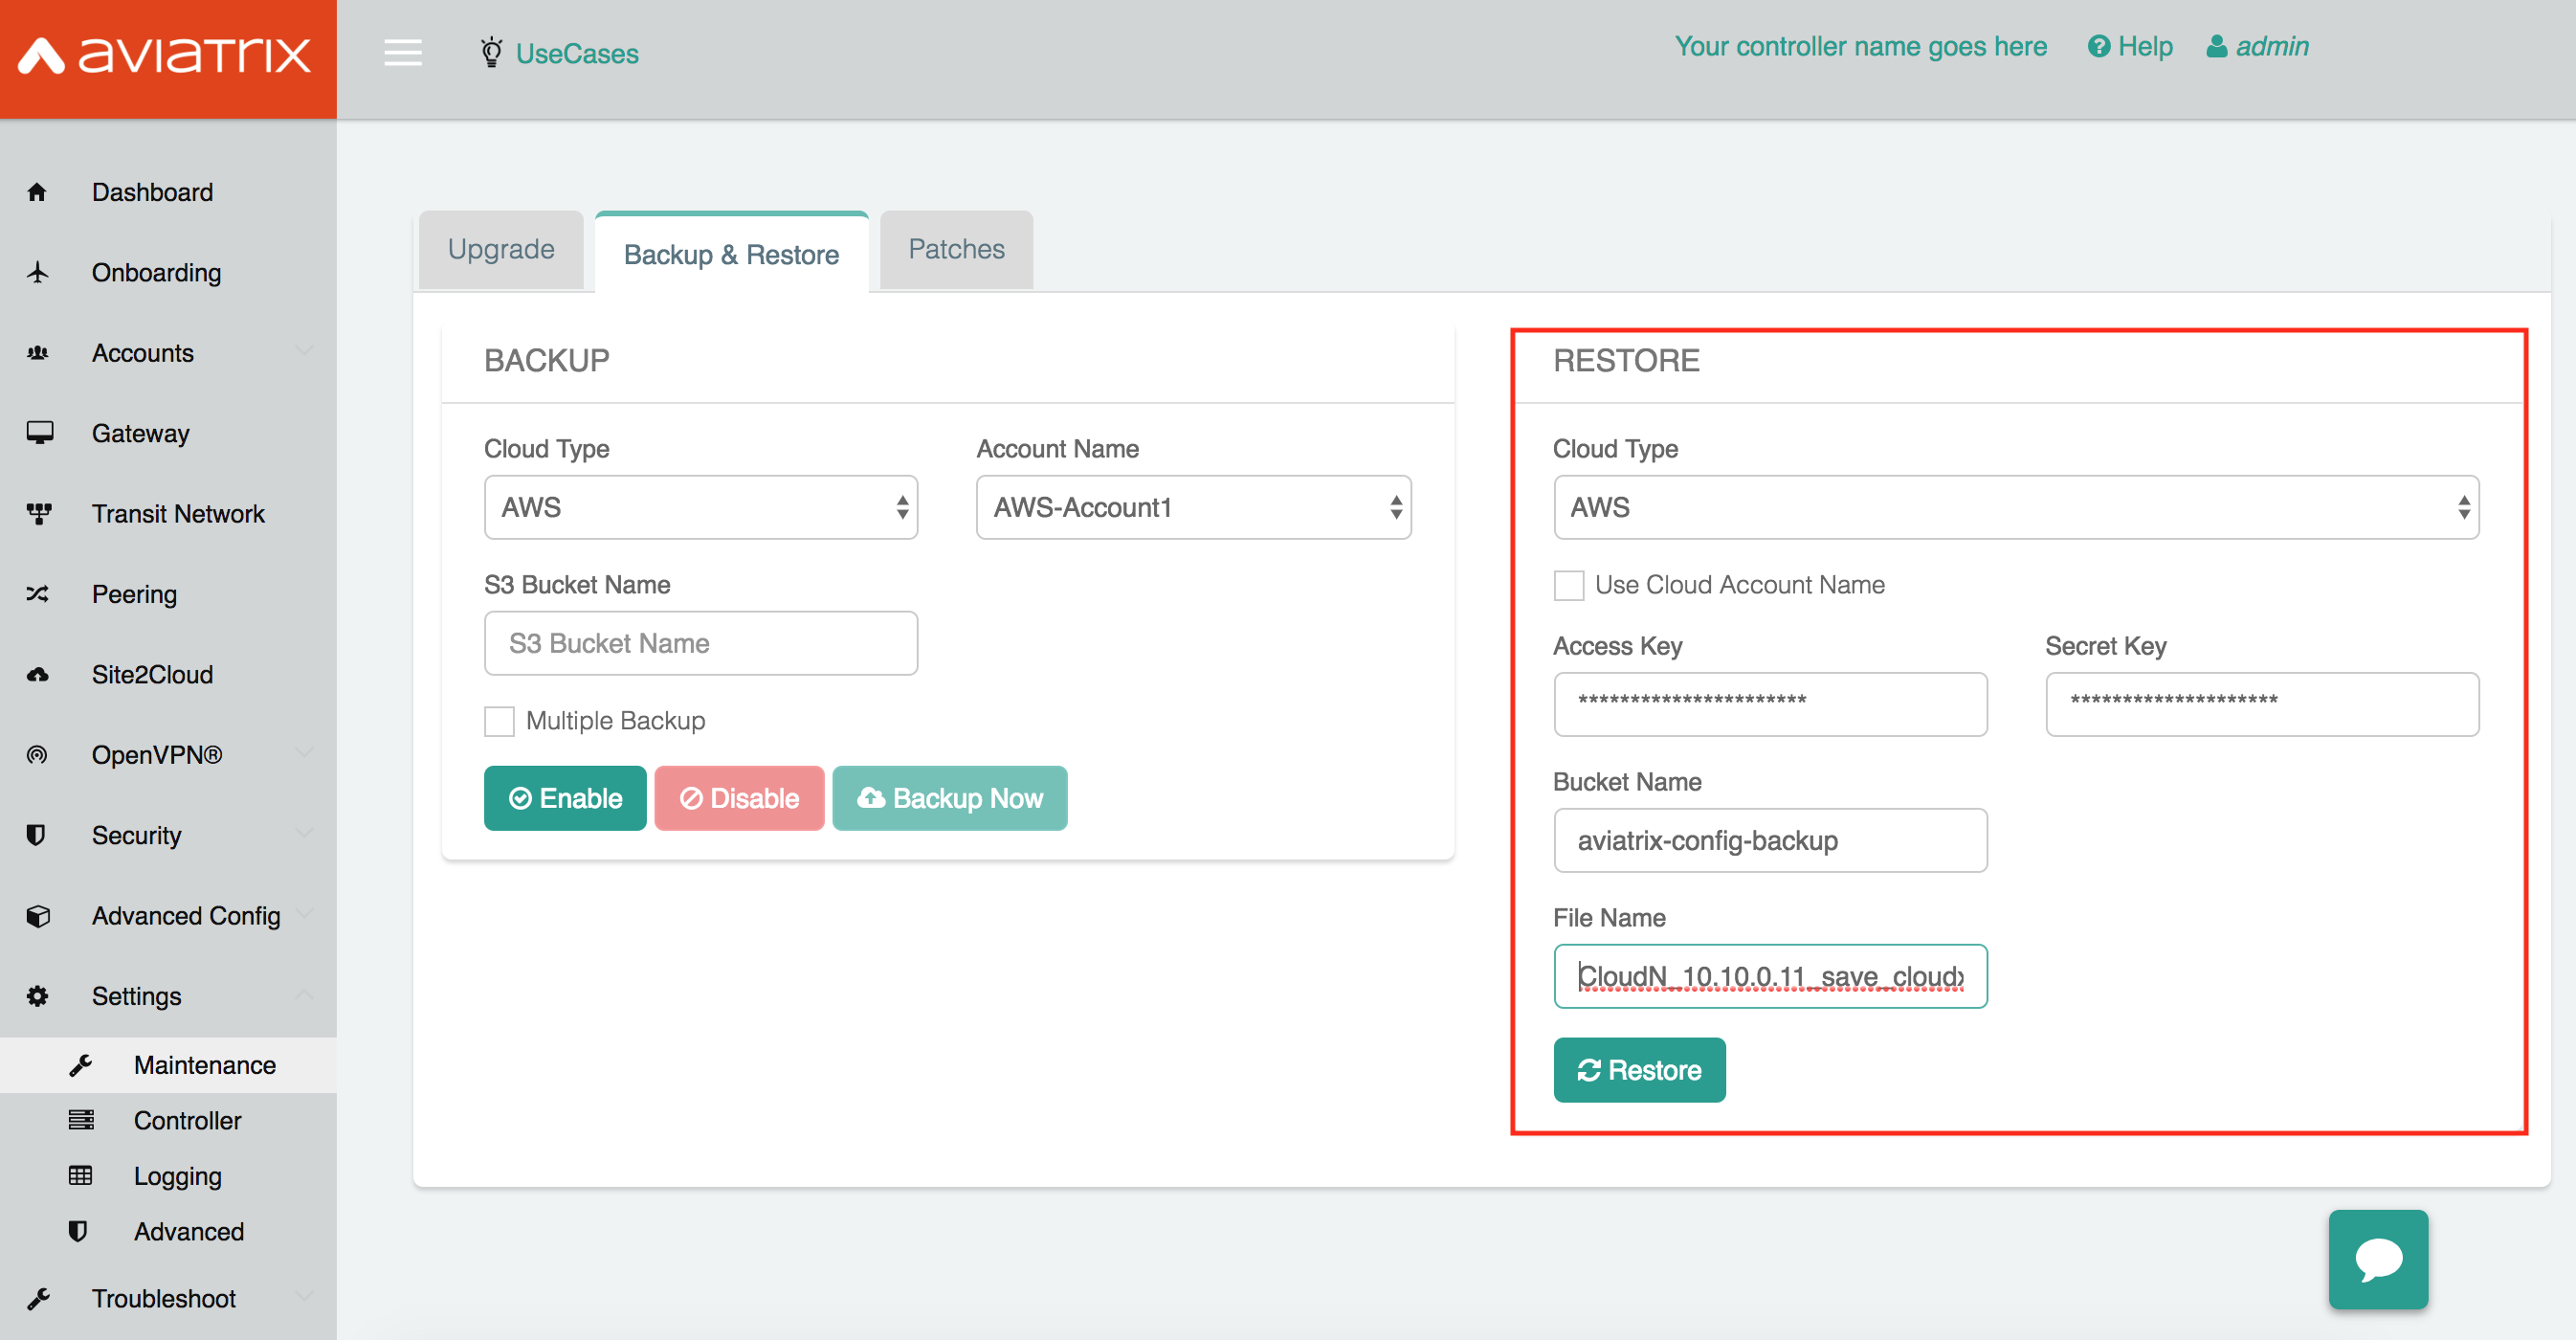 aviatrix
UseCases
Your controller name goes here
Help
admin
Dashboard
Onboarding
Accounts
Gateway
Transit Network
Peering
Site2Cloud
OpenVPN®
Security
Advanced Config
Settings
Maintenance
Controller
Logging
Advanced
Troubleshoot
Upgrade
Backup & Restore
Patches
BACKUP
Cloud Type
Account Name
AWS
AWS-Account1
S3 Bucket Name
S3 Bucket Name
Multiple Backup
Enable
Disable
Backup Now
RESTORE
Cloud Type
AWS
Use Cloud Account Name
Access Key
Secret Key
**********************
********************
Bucket Name
aviatrix-config-backup
File Name
CloudN_10.10.0.11_save_cloudx
Restore